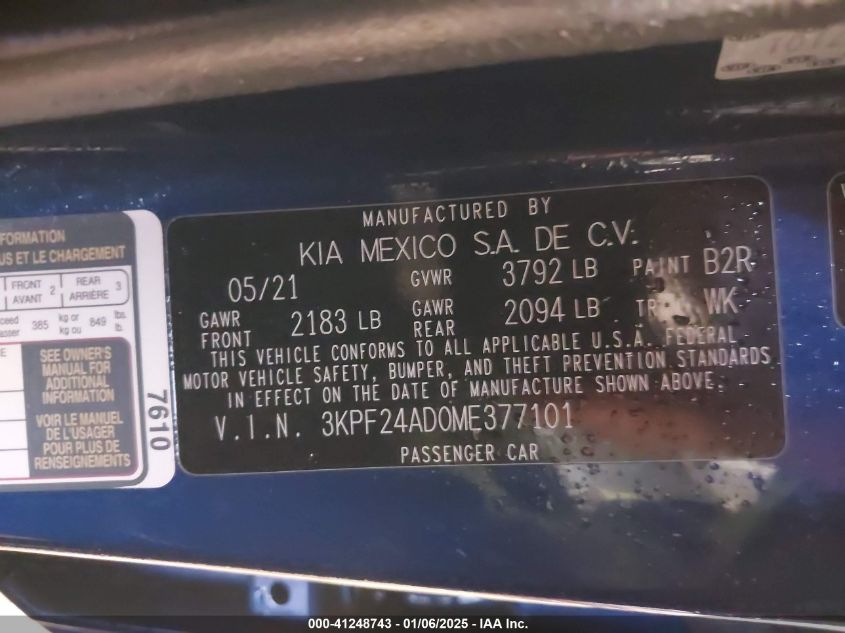 MANUFACTURED BY
KIA MEXICO S.A. DE C.V.
05/21 GVWR 3792 LB PAINT B2R
GAWR FRONT 2183 LB GAWR REAR 2094 LB WK
THIS VEHICLE CONFORMS TO ALL APPLICABLE U.S.A. FEDERAL
MOTOR VEHICLE SAFETY, BUMPER, AND THEFT PREVENTION STANDARDS
IN EFFECT ON THE DATE OF MANUFACTURE SHOWN ABOVE.
V.I.N. 3KPF24AD0ME377101
PASSENGER CAR
US ET LE CHARGEMENT
FRONT AVANT 2 REAR ARRIÈRE 3
385 kg or kg ou 849 lbs. lb.
SEE OWNER'S
MANUAL FOR
ADDITIONAL
INFORMATION
VOIR LE MANUEL
DE L'USAGER
POUR PLUS DE
RENSEIGNEMENTS
7610
000-41248743 - 01/06/2025 - IAA Inc.